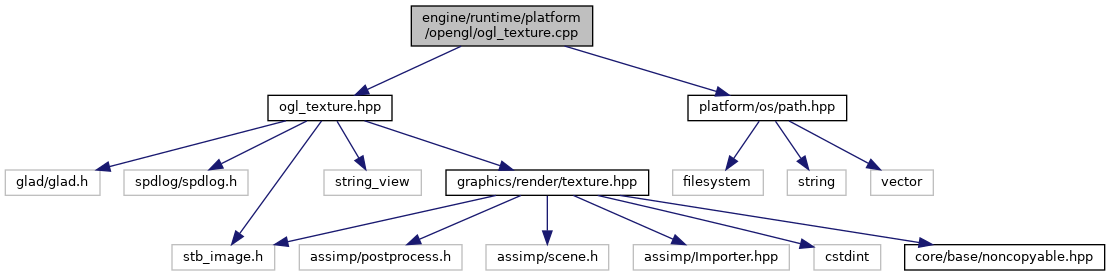 engine/runtime/platform
/opengl/ogl_texture.cpp
ogl_texture.hpp
platform/os/path.hpp
glad/glad.h
spdlog/spdlog.h
string_view
graphics/render/texture.hpp
filesystem
string
vector
stb_image.h
assimp/postprocess.h
assimp/scene.h
assimp/Importer.hpp
cstdint
core/base/noncopyable.hpp